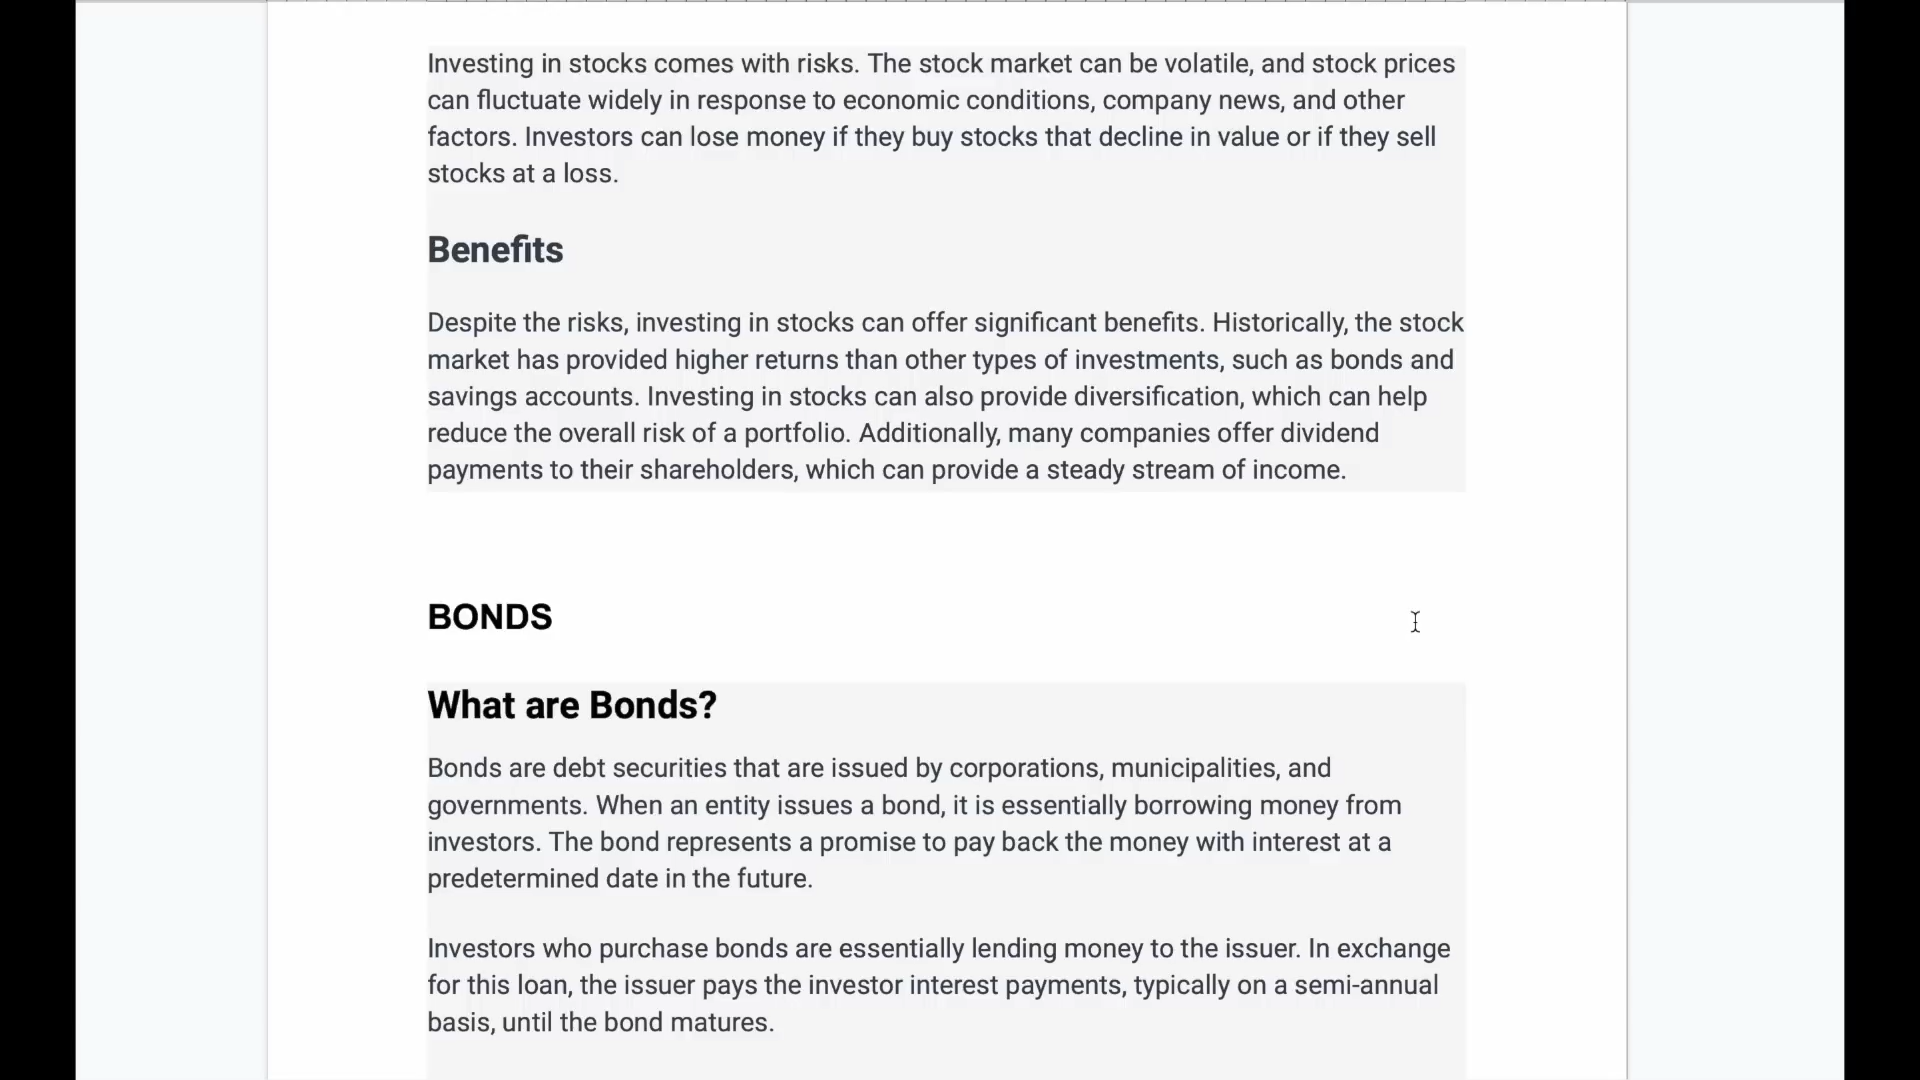 Investing in stocks comes with risks. The stock market can be volatile, and stock prices
can fluctuate widely in response to economic conditions, company news, and other
factors. Investors can lose money if they buy stocks that decline in value or if they sell
stocks at a loss.
Benefits
Despite the risks, investing in stocks can offer significant benefits. Historically, the stock
market has provided higher returns than other types of investments, such as bonds and
savings accounts. Investing in stocks can also provide diversification, which can help
reduce the overall risk of a portfolio. Additionally, many companies offer dividend
payments to their shareholders, which can provide a steady stream of income.
BONDS
What are Bonds?
Bonds are debt securities that are issued by corporations, municipalities, and
governments. When an entity issues a bond, it is essentially borrowing money from
investors. The bond represents a promise to pay back the money with interest at a
predetermined date in the future.
Investors who purchase bonds are essentially lending money to the issuer. In exchange
for this loan, the issuer pays the investor interest payments, typically on a semi-annual
basis, until the bond matures.